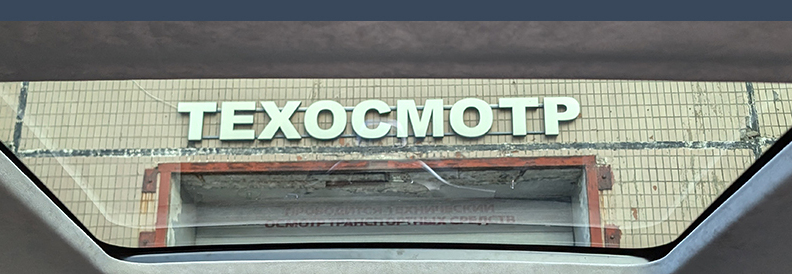 ТЕХОСМОТР
ОСМОТР ТРАНСПОРТНЫХ СРЕДСТВ